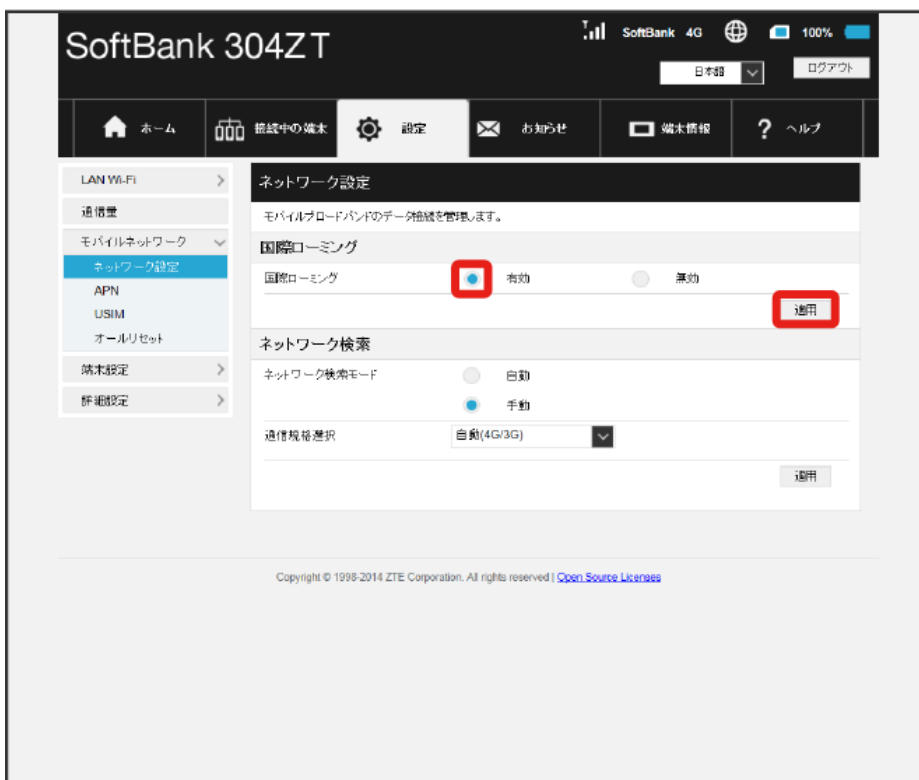 SoftBank 304ZT
SoftBank 4G 100%
日本語 ログアウト
ホーム 接続中の端末 設定 お知らせ 端末情報 ? ヘルプ
LAN Wi-Fi
通信量
モバイルネットワーク
ネットワーク設定
APN
USIM
オールリセット
端末設定
詳細設定
ネットワーク設定
モバイルブロードバンドのデータ接続を管理します。
国際ローミング
国際ローミング 有効 無効
適用
ネットワーク検索
ネットワーク検索モード 自動
手動
通信規格選択 自動(4G/3G)
適用
Copyright © 1998-2014 ZTE Corporation. All rights reserved | Open Source Licenses